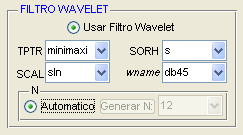 FILTRO WAVELET
Usar Filtro Wavelet
TPTR minimaxi SORH s
SCAL sln wname db45
N
Automatico Generar N: 12